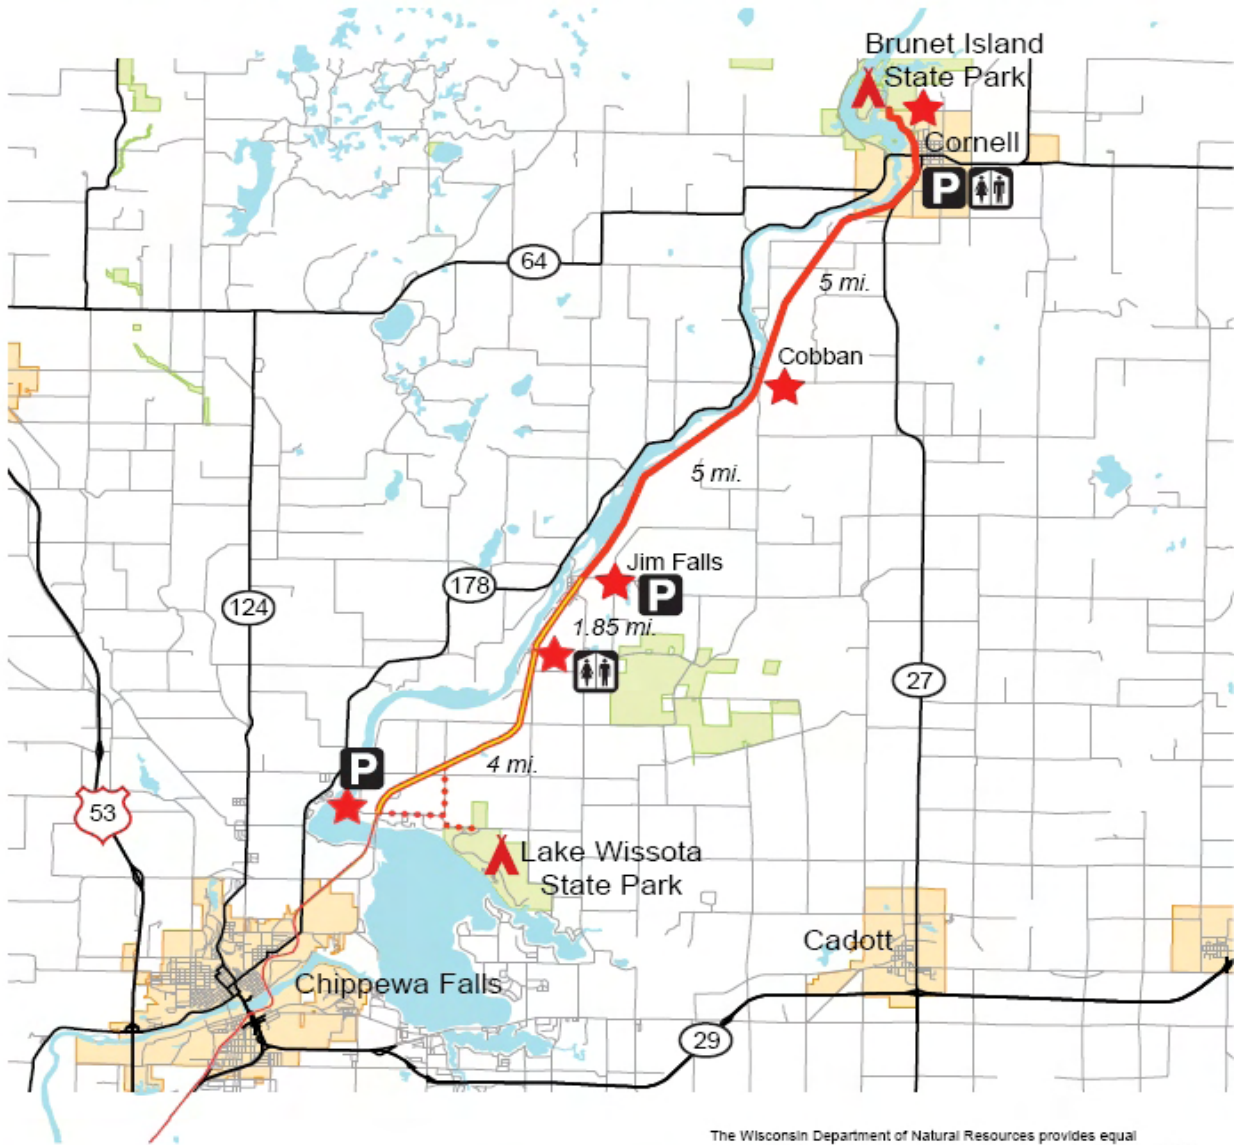 Brunet Island
State Park
Cornell
P
64
5 mi.
Cobban
5 mi.
Jim Falls
P
178
124
1.85 mi.
27
P
4 mi.
53
Lake Wissota
State Park
Cadott
Chippewa Falls
29
The Wisconsin Department of Natural Resources provides equal